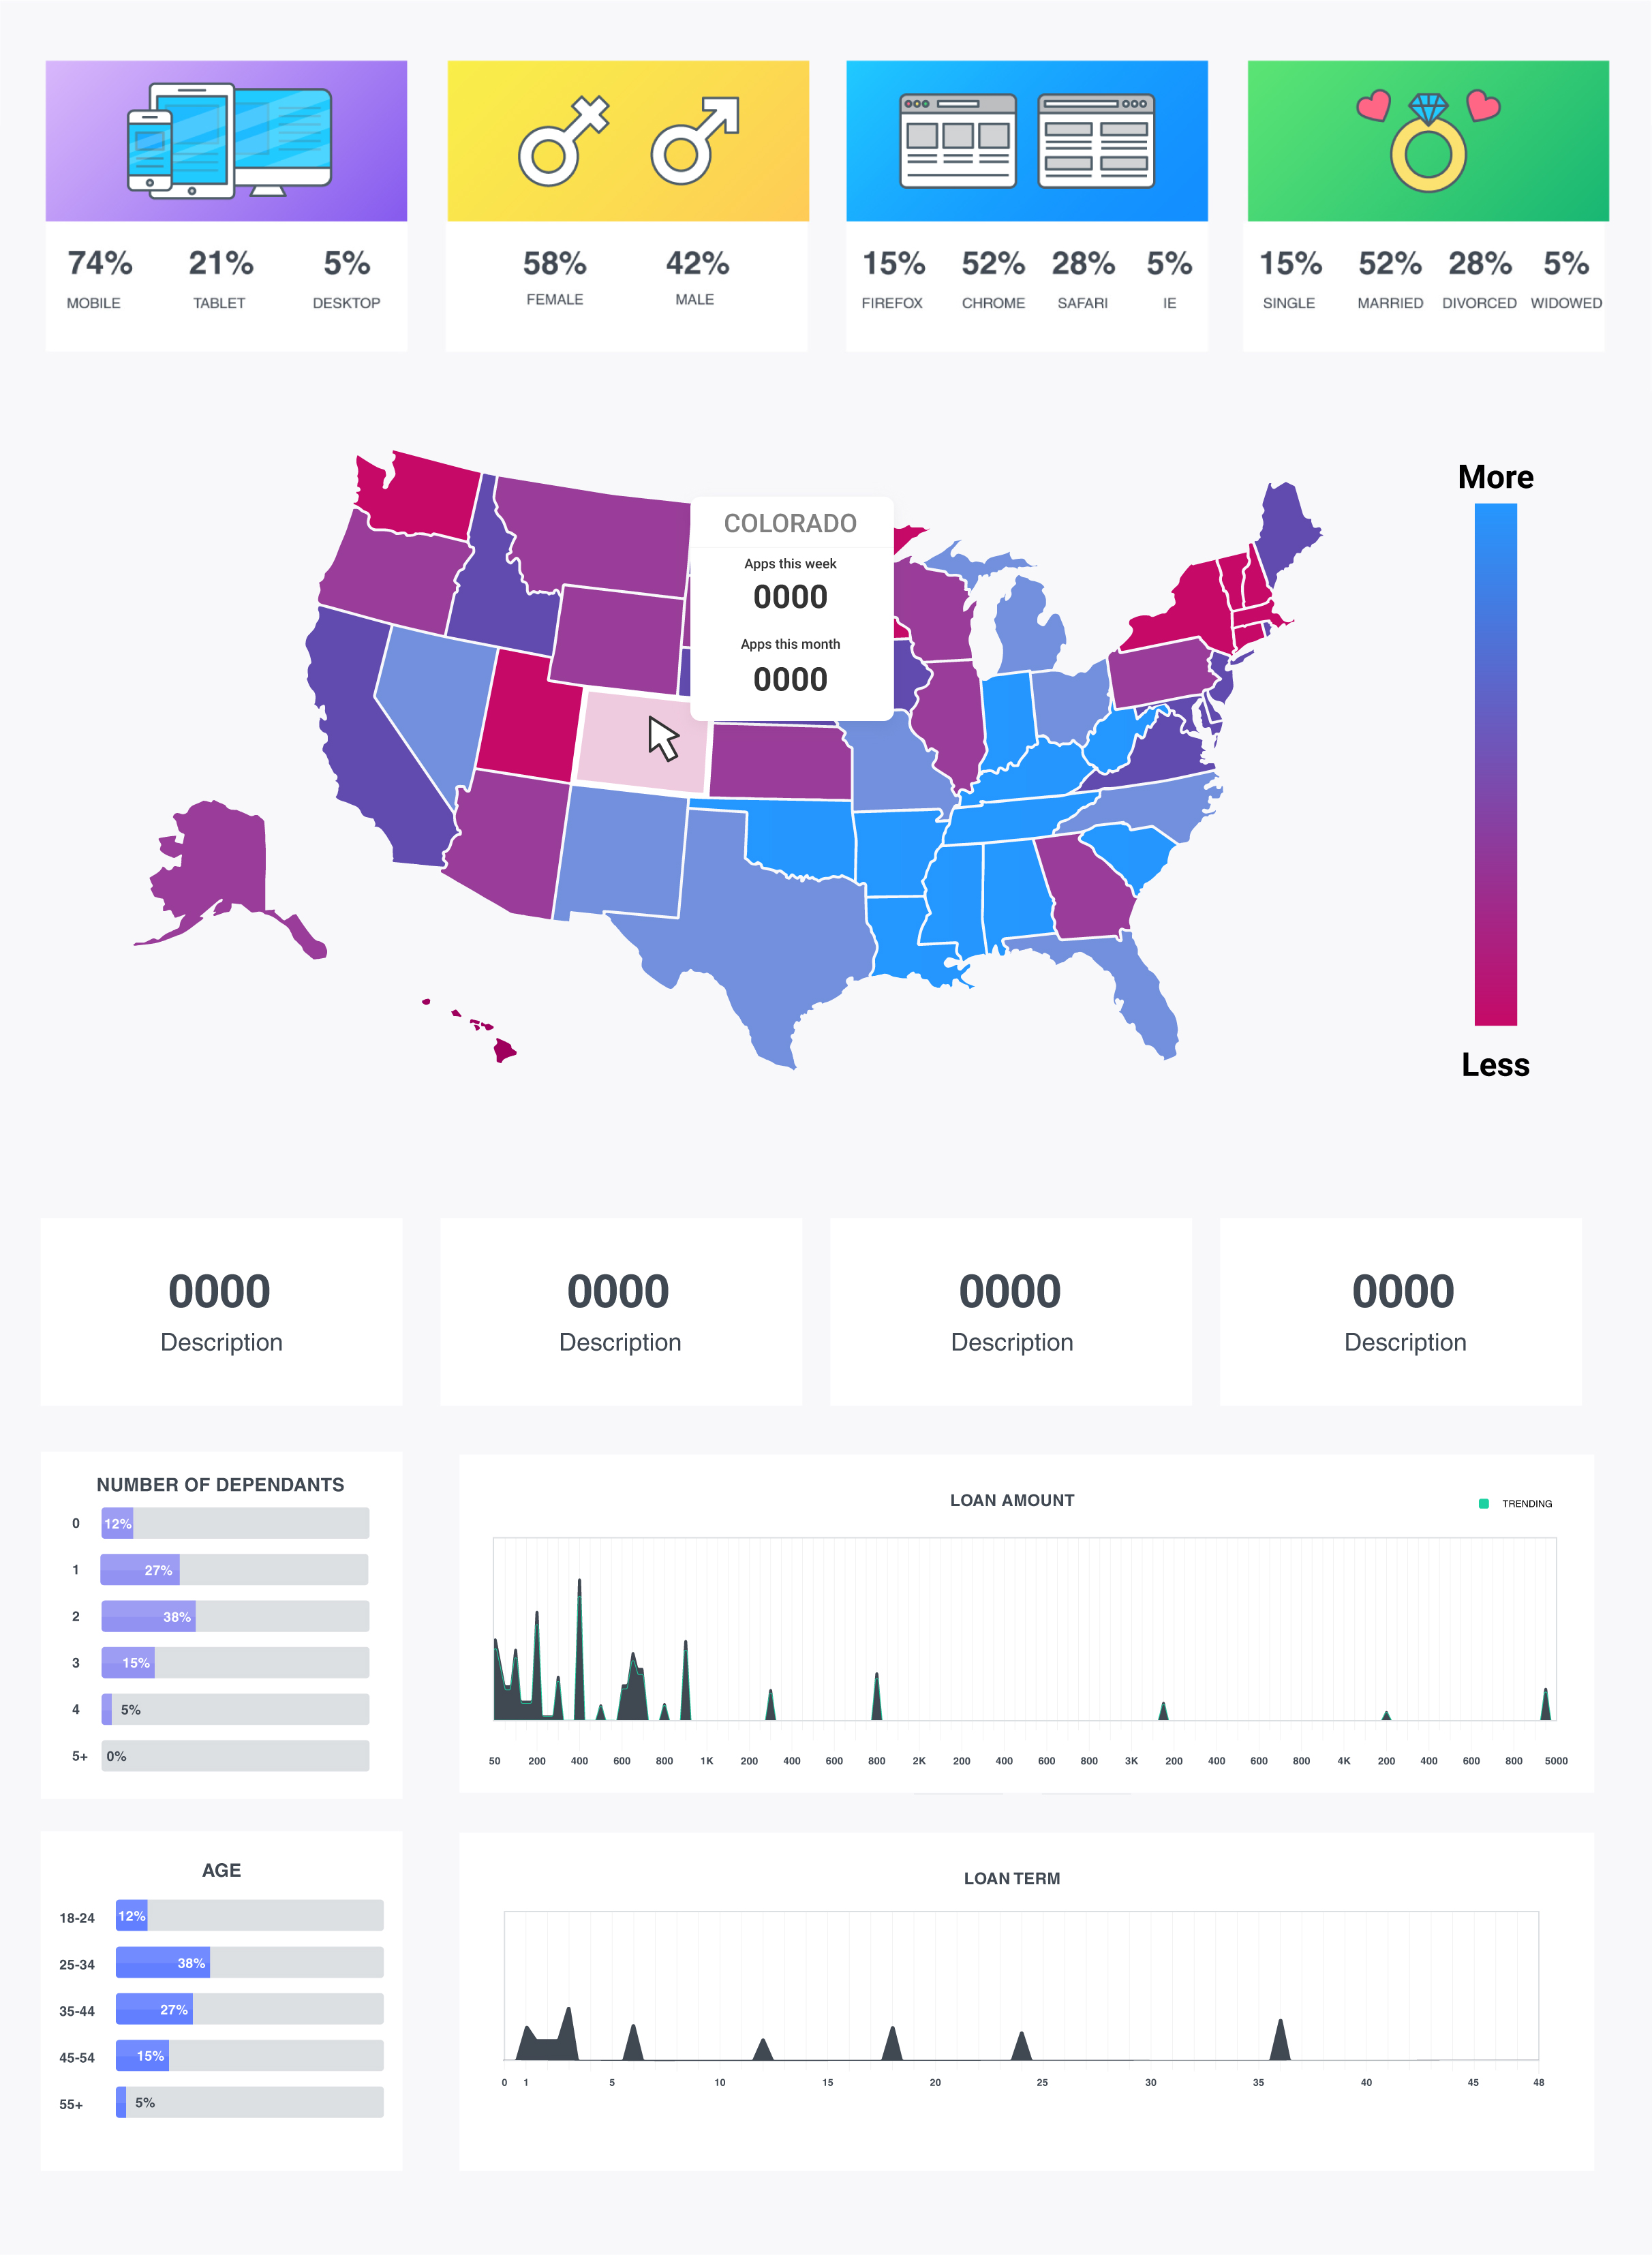 74% 21% 5%
MOBILE TABLET DESKTOP
58% 42%
FEMALE MALE
15% 52% 28% 5%
FIREFOX CHROME SAFARI IE
15% 52% 28% 5%
SINGLE MARRIED DIVORCED WIDOWED
COLORADO
Apps this week
0000
Apps this month
0000
More
Less
0000
Description
0000
Description
0000
Description
0000
Description
NUMBER OF DEPENDANTS
0 12%
1 27%
2 38%
3 15%
4 5%
5+ 0%
LOAN AMOUNT
TRENDING
50 200 400 600 800 1K 200 400 600 800 2K 200 400 600 800 3K 200 400 600 800 4K 200 400 600 800 5000
AGE
18-24 12%
25-34 38%
35-44 27%
45-54 15%
55+ 5%
LOAN TERM
0 1 5 10 15 20 25 30 35 40 45 48